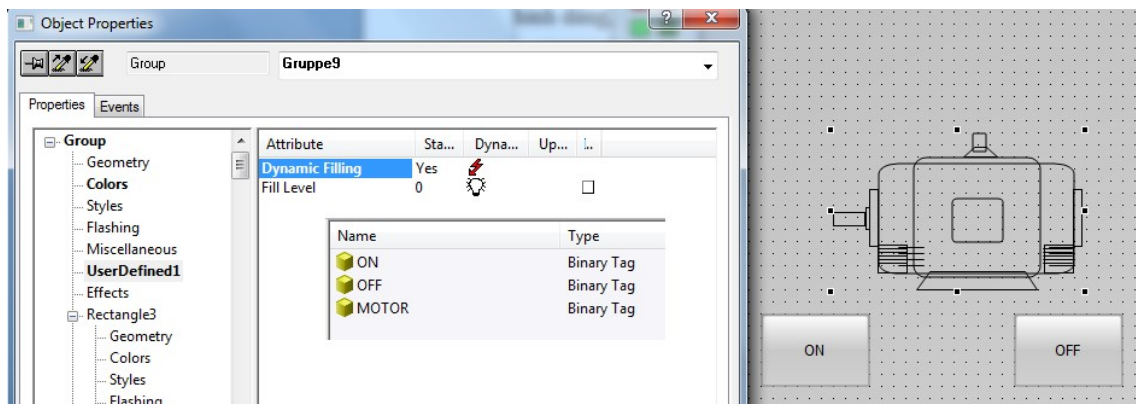 Object Properties
? X
Group Gruppe9
Properties Events
Group
Geometry
Colors
Styles
Flashing
Miscellaneous
UserDefined1
Effects
Rectangle3
Geometry
Colors
Styles
Flashing
Attribute Sta... Dyna... Up... I..
Dynamic Filling Yes
Fill Level 0
Name Type
ON Binary Tag
OFF Binary Tag
MOTOR Binary Tag
ON OFF